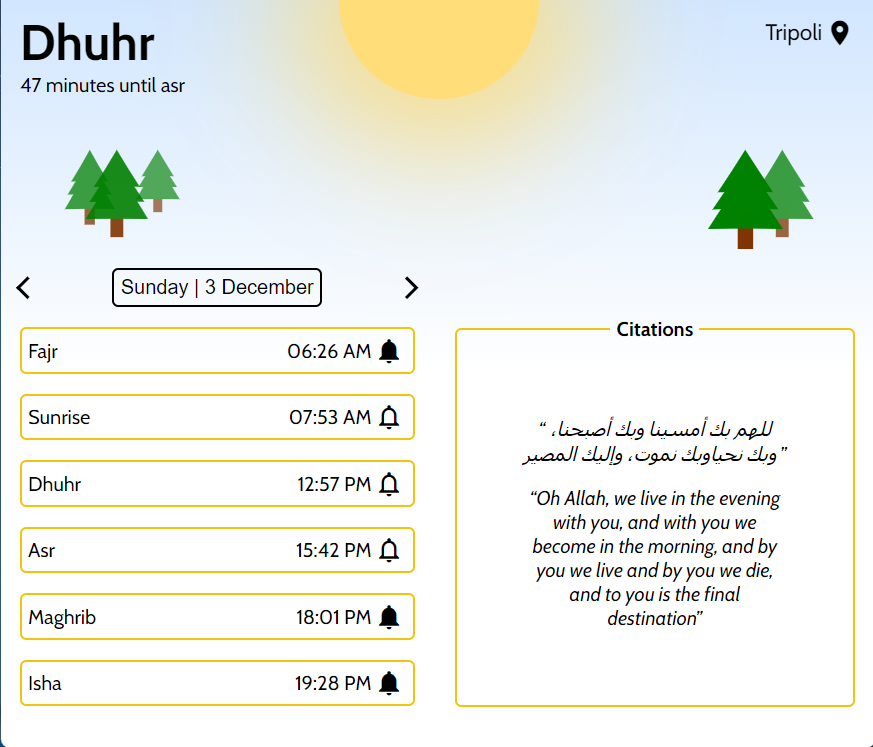 Dhuhr
47 minutes until asr
Tripoli
Sunday | 3 December
Fajr 06:26 AM
Sunrise 07:53 AM
Dhuhr 12:57 PM
Asr 15:42 PM
Maghrib 18:01 PM
Isha 19:28 PM
Citations
“ للهم بك أمسينا وبك أصبحنا،
وبك نحياوبك نموت، وإليك المصير ”
“Oh Allah, we live in the evening
with you, and with you we
become in the morning, and by
you we live and by you we die,
and to you is the final
destination”